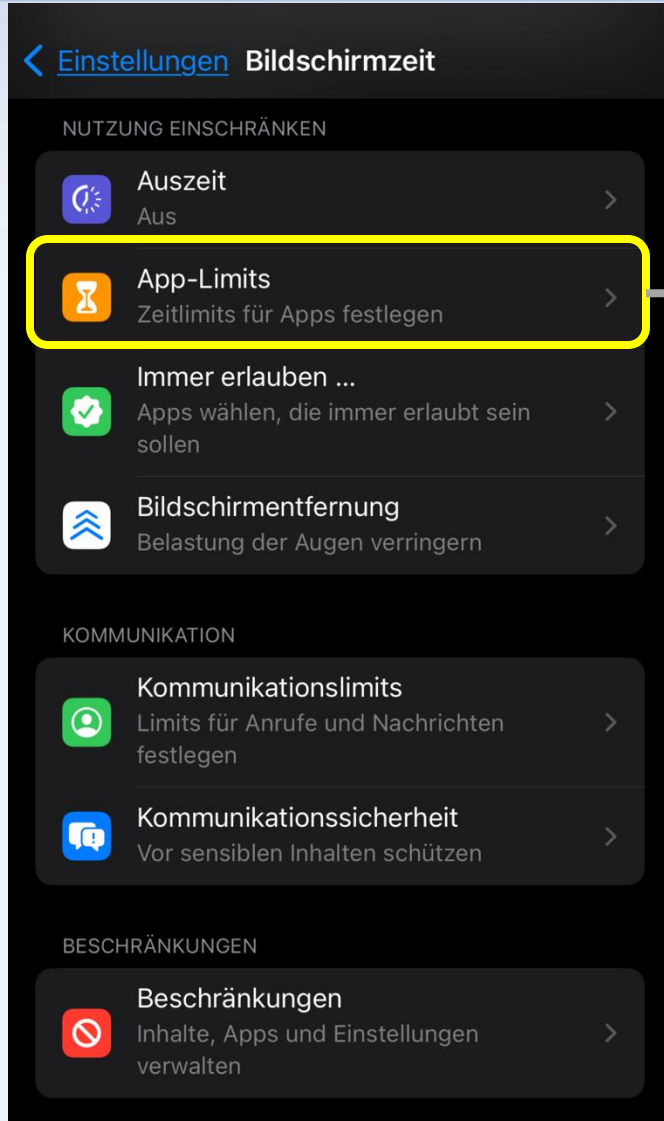 Einstellungen Bildschirmzeit
NUTZUNG EINSCHRÄNKEN
Auszeit
Aus
App-Limits
Zeitlimits für Apps festlegen
Immer erlauben ...
Apps wählen, die immer erlaubt sein
sollen
Bildschirmentfernung
Belastung der Augen verringern
KOMMUNIKATION
Kommunikationslimits
Limits für Anrufe und Nachrichten
festlegen
Kommunikationssicherheit
Vor sensiblen Inhalten schützen
BESCHRÄNKUNGEN
Beschränkungen
Inhalte, Apps und Einstellungen
verwalten